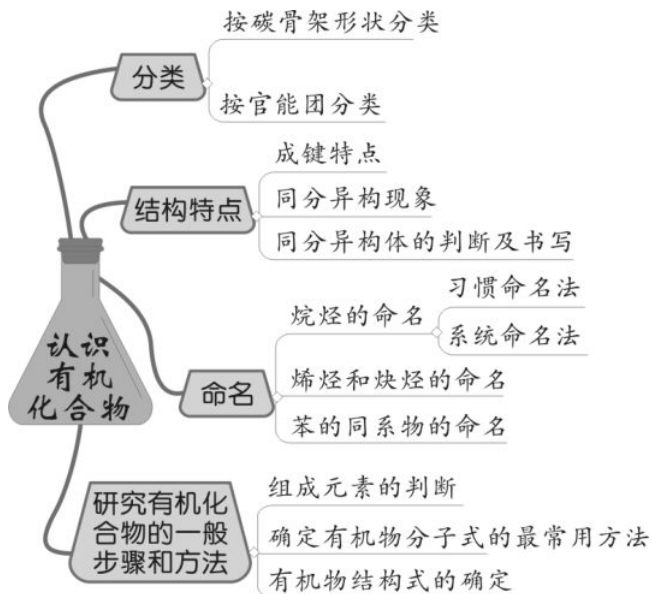 按碳骨架形状分类
分类
按官能团分类
成键特点
结构特点
同分异构现象
同分异构体的判断及书写
认识
有机
化合物
习惯命名法
烷烃的命名
系统命名法
命名
烯烃和炔烃的命名
苯的同系物的命名
研究有机化
合物的一般
步骤和方法
组成元素的判断
确定有机物分子式的最常用方法
有机物结构式的确定